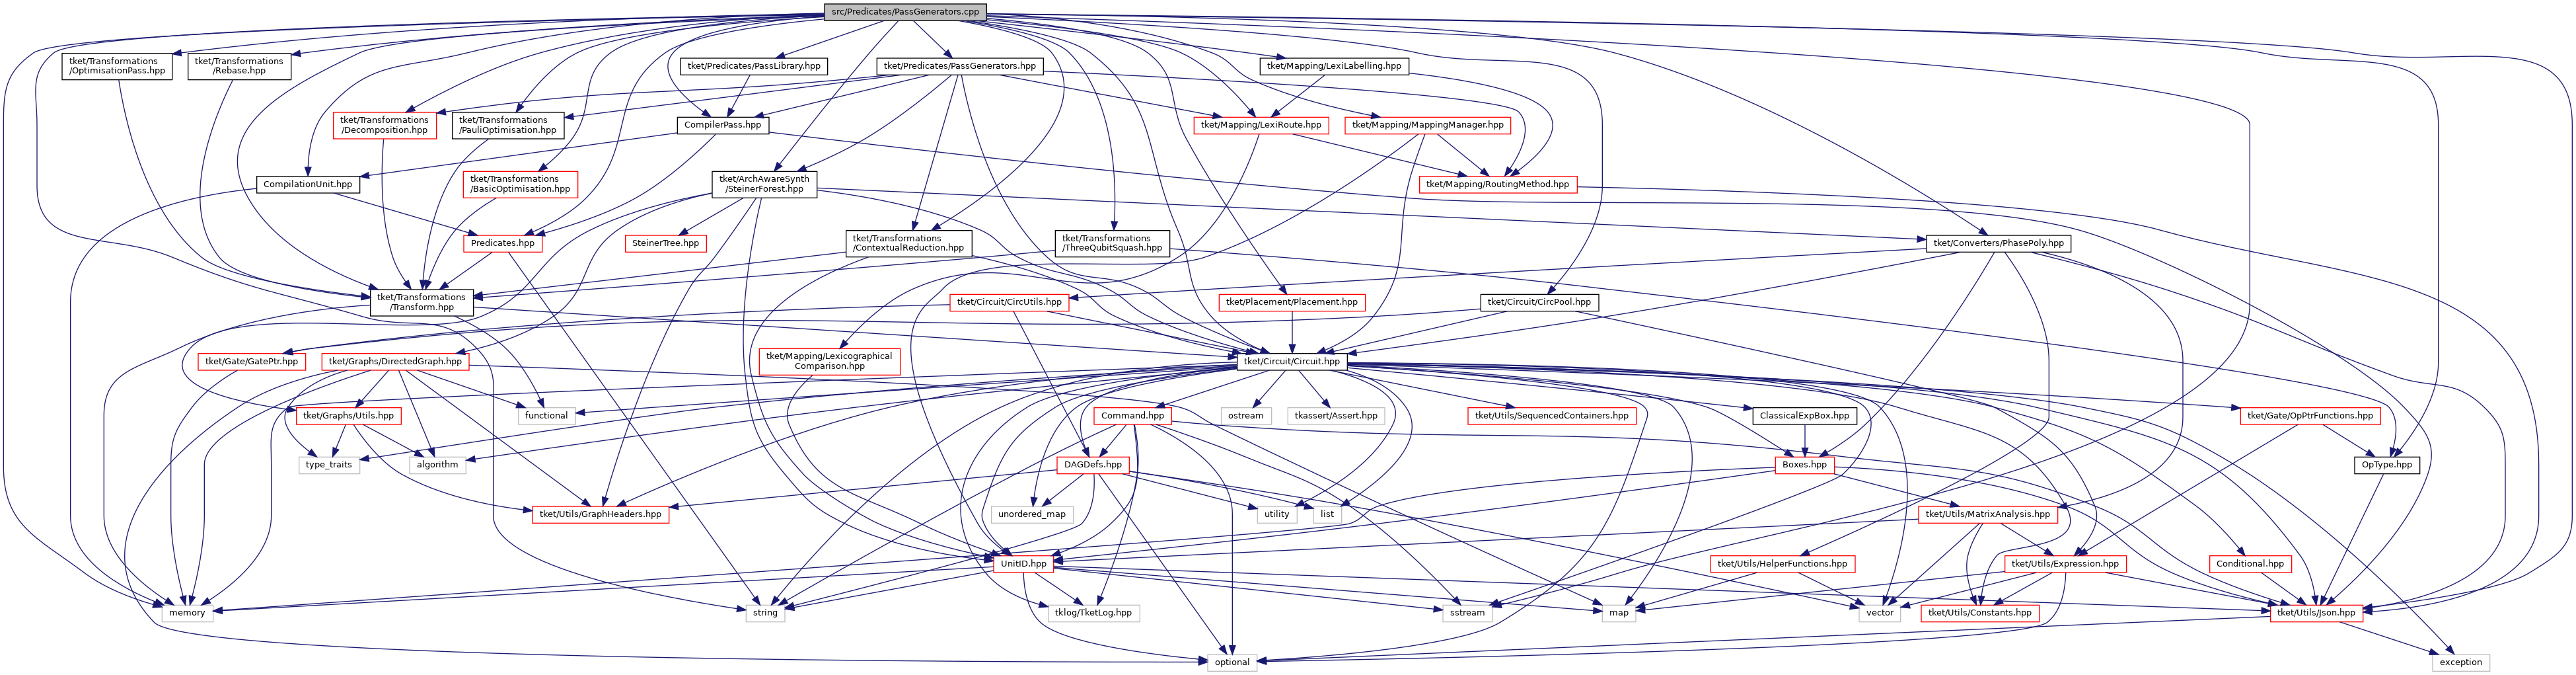 src/Predicates/PassGenerators.cpp
tket/Transformations
/OptimisationPass.hpp
tket/Transformations
/Rebase.hpp
tket/Predicates/PassLibrary.hpp
tket/Predicates/PassGenerators.hpp
tket/Mapping/LexiLabelling.hpp
tket/Transformations
/Decomposition.hpp
tket/Transformations
/PauliOptimisation.hpp
CompilerPass.hpp
tket/Mapping/LexiRoute.hpp
tket/Mapping/MappingManager.hpp
CompilationUnit.hpp
tket/Transformations
/BasicOptimisation.hpp
tket/ArchAwareSynth
/SteinerForest.hpp
tket/Mapping/RoutingMethod.hpp
Predicates.hpp
SteinerTree.hpp
tket/Transformations
/ContextualReduction.hpp
tket/Transformations
/ThreeQubitSquash.hpp
tket/Converters/PhasePoly.hpp
tket/Transformations
/Transform.hpp
tket/Circuit/CircUtils.hpp
tket/Placement/Placement.hpp
tket/Circuit/CircPool.hpp
tket/Gate/GatePtr.hpp
tket/Graphs/DirectedGraph.hpp
tket/Mapping/Lexicographical
Comparison.hpp
tket/Circuit/Circuit.hpp
tket/Graphs/Utils.hpp
functional
Command.hpp
ostream
tkassert/Assert.hpp
tket/Utils/SequencedContainers.hpp
ClassicalExpBox.hpp
tket/Gate/OpPtrFunctions.hpp
type_traits
algorithm
DAGDefs.hpp
Boxes.hpp
OpType.hpp
tket/Utils/GraphHeaders.hpp
unordered_map
utility
list
tket/Utils/MatrixAnalysis.hpp
UnitID.hpp
tket/Utils/HelperFunctions.hpp
tket/Utils/Expression.hpp
Conditional.hpp
memory
string
tklog/TketLog.hpp
sstream
map
vector
tket/Utils/Constants.hpp
tket/Utils/Json.hpp
optional
exception